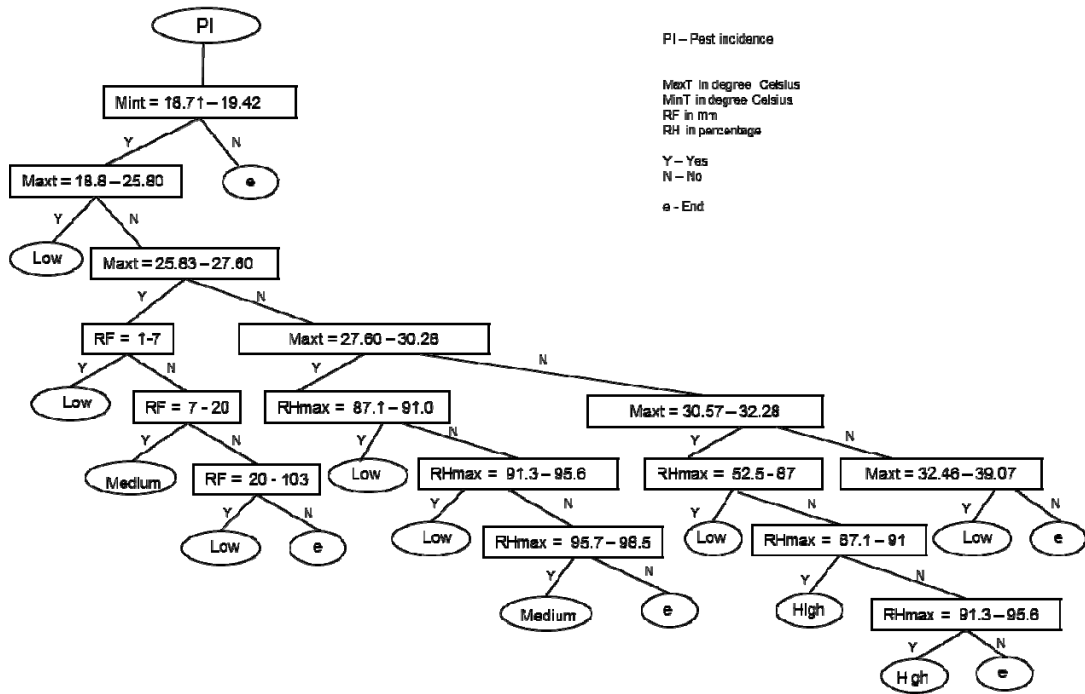 PI
PI – Pest incidence
MaxT in degree Celsius
MinT in degree Celsius
RF in mm
RH in percentage
Y – Yes
N – No
e - End
Mint = 18.71 – 19.42
Y
N
Maxt = 18.8 – 25.80
e
Y
N
Low
Maxt = 25.83 – 27.60
Y
N
RF = 1-7
Maxt = 27.60 – 30.28
Y
N
Y
N
Low
RF = 7 - 20
RHmax = 87.1 – 91.0
Maxt = 30.57 – 32.28
Y
N
Y
N
Y
N
Medium
RF = 20 - 103
Low
RHmax = 91.3 – 95.6
RHmax = 52.5 - 87
Maxt = 32.46 – 39.07
Y
N
Y
N
Y
N
Y
N
Low
e
Low
RHmax = 95.7 – 98.5
Low
RHmax = 87.1 – 91
Low
e
Y
N
Y
N
Medium
e
High
RHmax = 91.3 – 95.6
Y
N
High
e